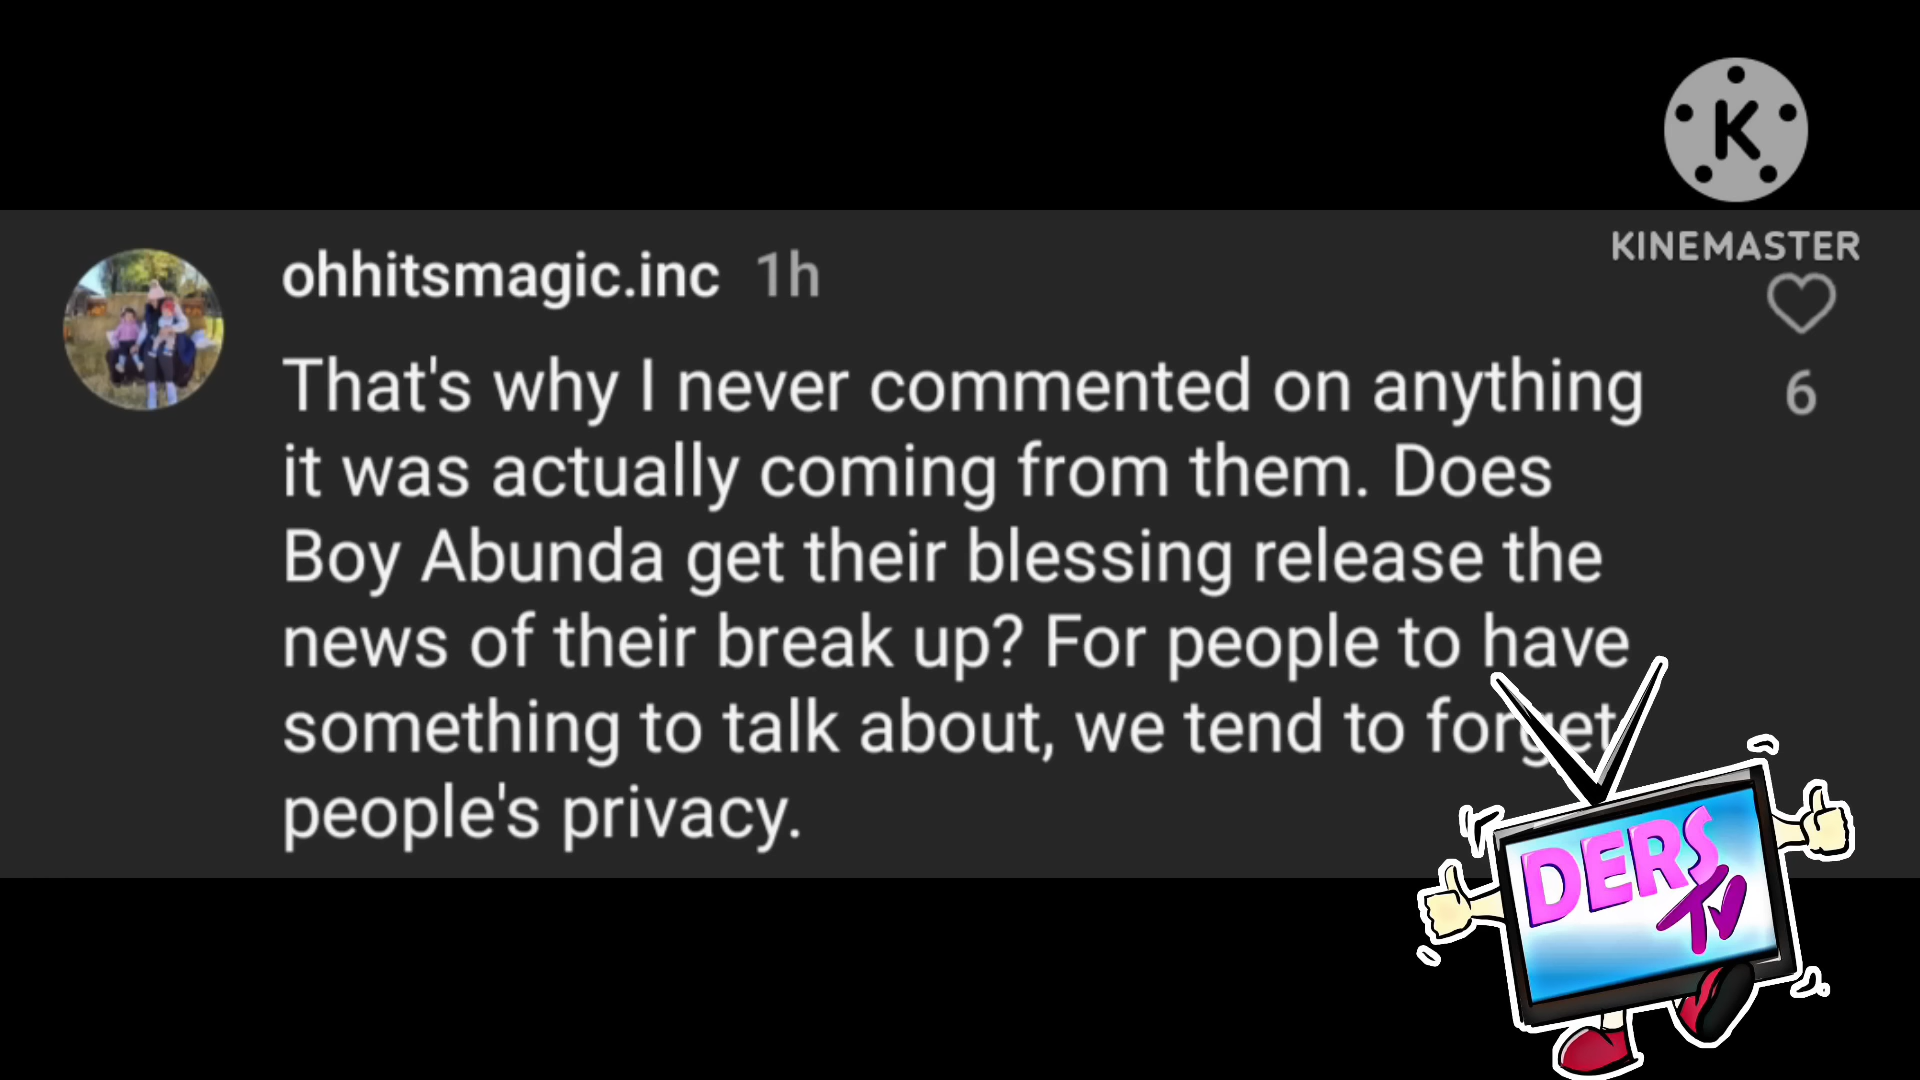 K
KINEMASTER
ohhitsmagic.inc 1h
6
That's why I never commented on anything
it was actually coming from them. Does
Boy Abunda get their blessing release the
news of their break up? For people to have
something to talk about, we tend to forget
people's privacy.
DERS
TV